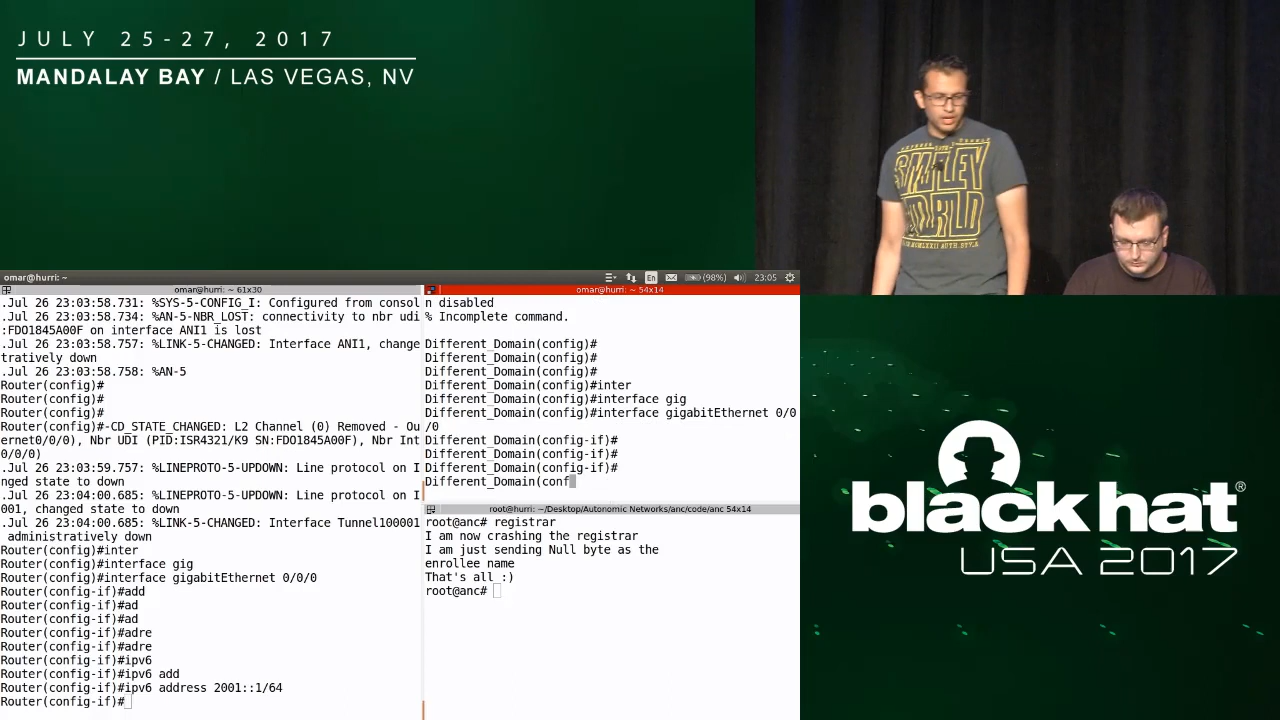 JULY 25-27, 2017
MANDALAY BAY / LAS VEGAS, NV
omar@hurri: ~
En
(98%)
23:05
omar@hurri: ~ 61x30
.Jul 26 23:03:58.731: %SYS-5-CONFIG_I: Configured from consol
.Jul 26 23:03:58.734: %AN-5-NBR_LOST: connectivity to nbr udi
:FDO1845A00F on interface ANI1 is lost
.Jul 26 23:03:58.757: %LINK-5-CHANGED: Interface ANI1, change
tratively down
.Jul 26 23:03:58.758: %AN-5
Router(config)#
Router(config)#
Router(config)#
Router(config)#-CD_STATE_CHANGED: L2 Channel (0) Removed - Ou
ernet0/0/0), Nbr UDI (PID:ISR4321/K9 SN:FDO1845A00F), Nbr Int
0/0/0)
.Jul 26 23:03:59.757: %LINEPROTO-5-UPDOWN: Line protocol on I
nged state to down
.Jul 26 23:04:00.685: %LINEPROTO-5-UPDOWN: Line protocol on I
001, changed state to down
.Jul 26 23:04:00.685: %LINK-5-CHANGED: Interface Tunnel100001
administratively down
Router(config)#inter
Router(config)#interface gig
Router(config)#interface gigabitEthernet 0/0/0
Router(config-if)#add
Router(config-if)#ad
Router(config-if)#ad
Router(config-if)#adre
Router(config-if)#adre
Router(config-if)#ipv6
Router(config-if)#ipv6 add
Router(config-if)#ipv6 address 2001::1/64
Router(config-if)#
omar@hurri: ~ 54x14
n disabled
% Incomplete command.
Different_Domain(config)#
Different_Domain(config)#
Different_Domain(config)#
Different_Domain(config)#inter
Different_Domain(config)#interface gig
Different_Domain(config)#interface gigabitEthernet 0/0
/0
Different_Domain(config-if)#
Different_Domain(config-if)#
Different_Domain(config-if)#
Different_Domain(conf
root@hurri: ~/Desktop/Autonomic Networks/anc/code/anc 54x14
root@anc# registrar
I am now crashing the registrar
I am just sending Null byte as the
enrollee name
That's all :)
root@anc#
black hat®
USA 2017